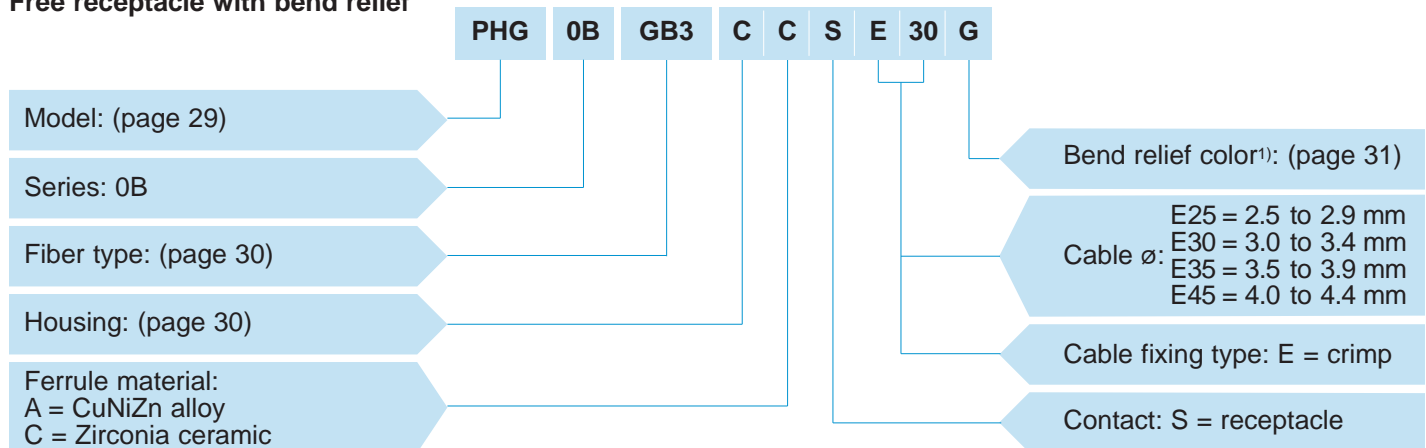 Free receptacle with bend relief
PHG 0B GB3 C C S E 30 G
Model: (page 29)
Series: 0B
Fiber type: (page 30)
Housing: (page 30)
Ferrule material:
A = CuNiZn alloy
C = Zirconia ceramic
Bend relief color1): (page 31)
Cable ø:
E25 = 2.5 to 2.9 mm
E30 = 3.0 to 3.4 mm
E35 = 3.5 to 3.9 mm
E45 = 4.0 to 4.4 mm
Cable fixing type: E = crimp
Contact: S = receptacle